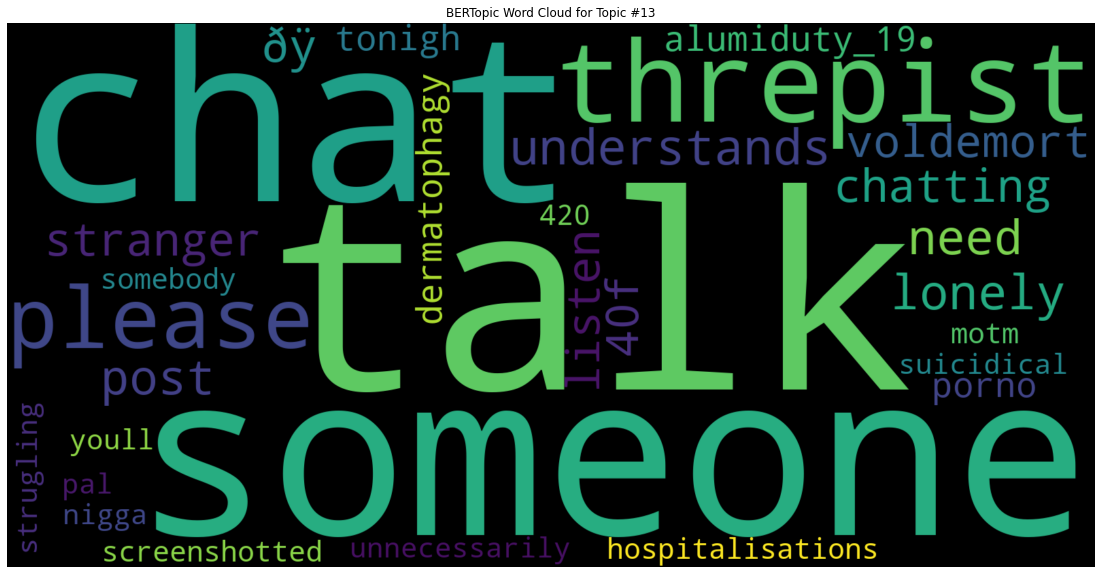 BERTopic Word Cloud for Topic #13
chat
ðÿ
tonigh
alumiduty_19
threpist
understands
voldemort
dermatophagy
chatting
420
talk
stranger
need
somebody
listen
40f
lonely
please
motm
suicidical
porno
post
someone
strugling
youll
pal
nigga
screenshotted
unnecessarily
hospitalisations